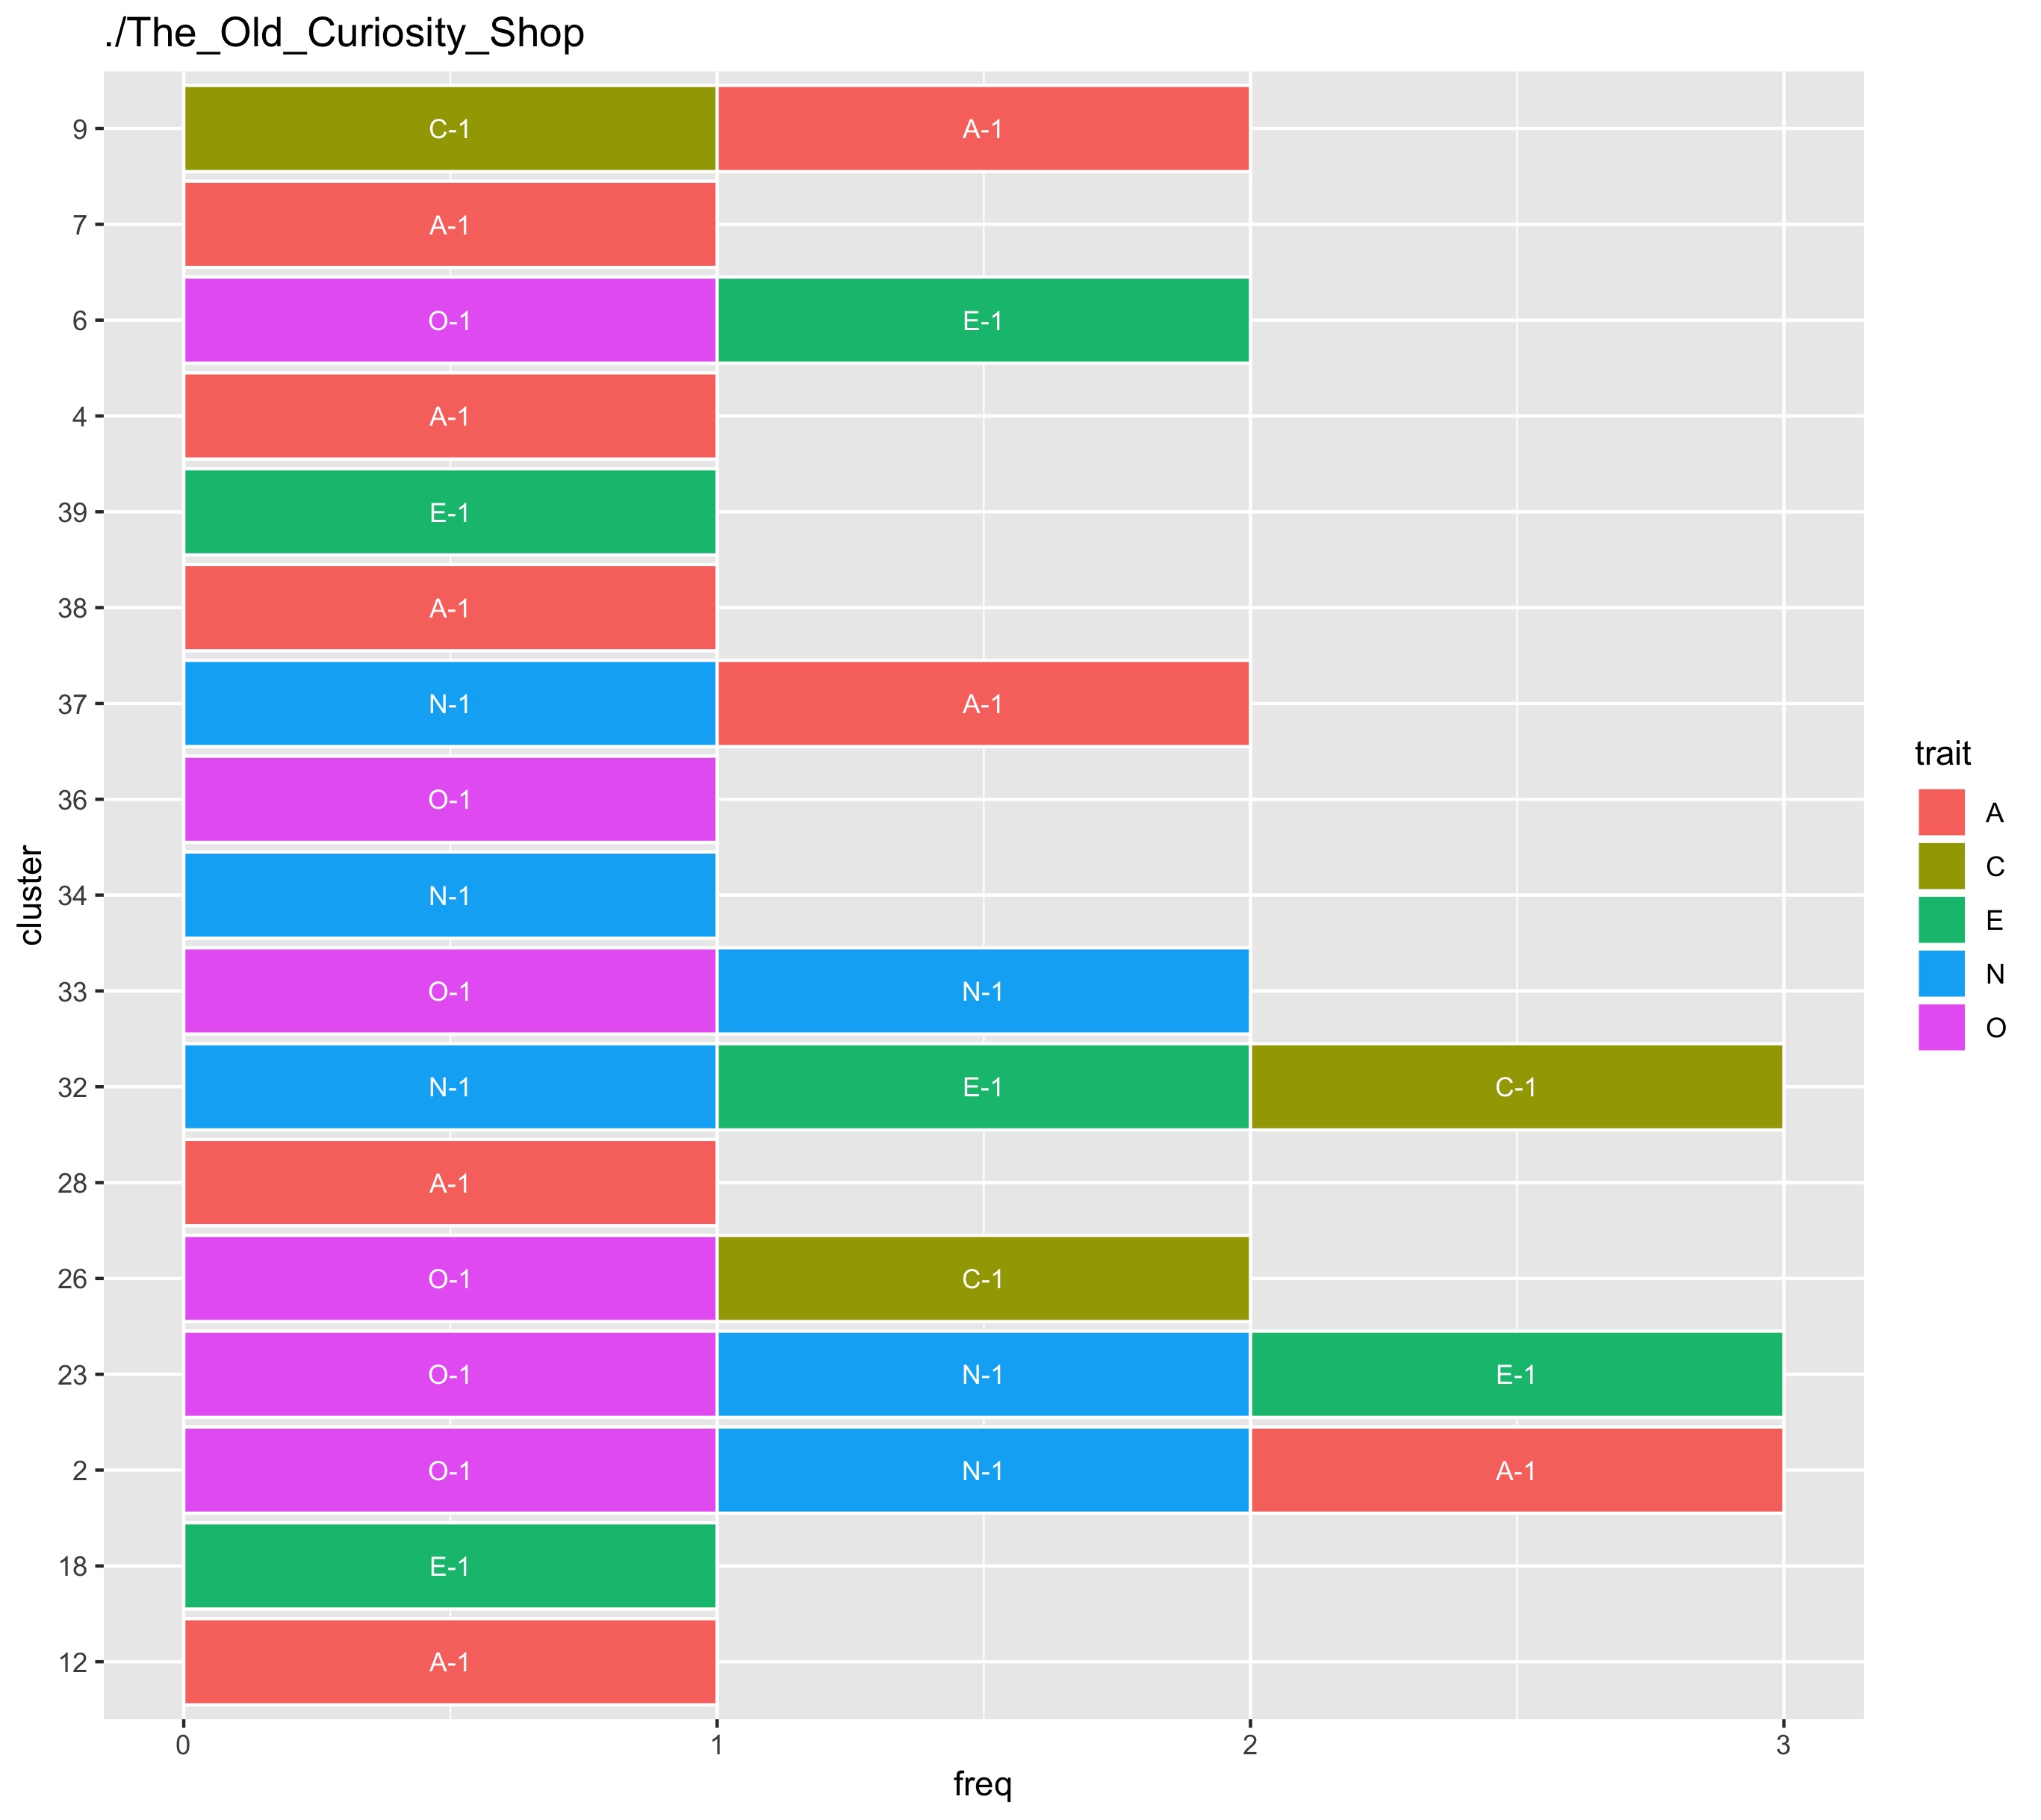 ./The_Old_Curiosity_Shop
9 C-1 A-1
7 A-1
6 O-1 E-1
4 A-1
39 E-1
38 A-1
37 N-1 A-1
36 O-1
34 N-1
33 O-1 N-1
32 N-1 E-1 C-1
28 A-1
26 O-1 C-1
23 O-1 N-1 E-1
2 O-1 N-1 A-1
18 E-1
12 A-1
0 1 2 3
freq
cluster
trait
A
C
E
N
O